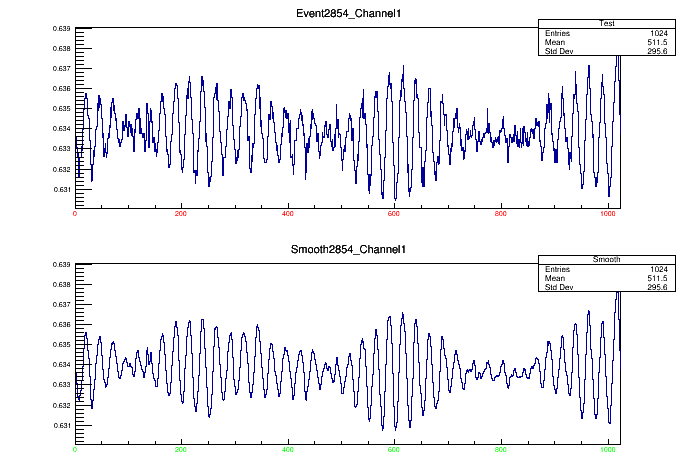 Event2854_Channel1
Test
Entries 1024
Mean 511.5
Std Dev 295.6
0.639
0.638
0.637
0.636
0.635
0.634
0.633
0.632
0.631
0 200 400 600 800 1000
Smooth2854_Channel1
Smooth
Entries 1024
Mean 511.5
Std Dev 295.6
0.639
0.638
0.637
0.636
0.635
0.634
0.633
0.632
0.631
0 200 400 600 800 1000